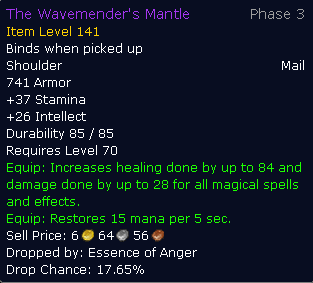 The Wavemender's Mantle Phase 3
Item Level 141
Binds when picked up
Shoulder Mail
741 Armor
+37 Stamina
+26 Intellect
Durability 85 / 85
Requires Level 70
Equip: Increases healing done by up to 84 and
damage done by up to 28 for all magical spells
and effects.
Equip: Restores 15 mana per 5 sec.
Sell Price: 6 64 56
Dropped by: Essence of Anger
Drop Chance: 17.65%